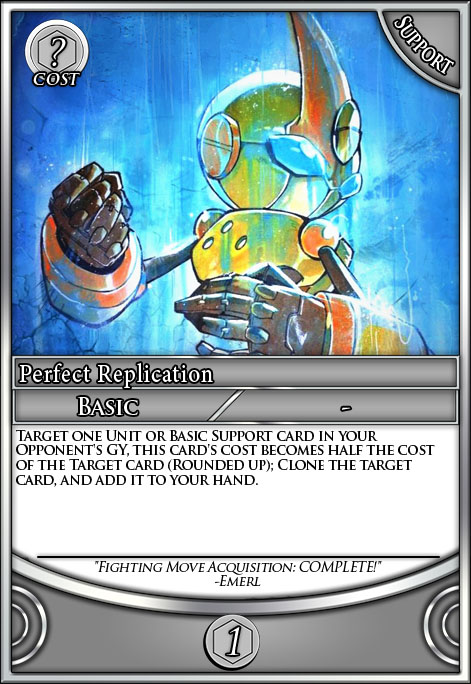 ?
COST
SUPPORT
Perfect Replication
BASIC / -
TARGET ONE UNIT OR BASIC SUPPORT CARD IN YOUR
OPPONENT'S GY, THIS CARD'S COST BECOMES HALF THE COST
OF THE TARGET CARD (ROUNDED UP); CLONE THE TARGET
CARD, AND ADD IT TO YOUR HAND.
"FIGHTING MOVE ACQUISITION: COMPLETE!"
-EMERL
1